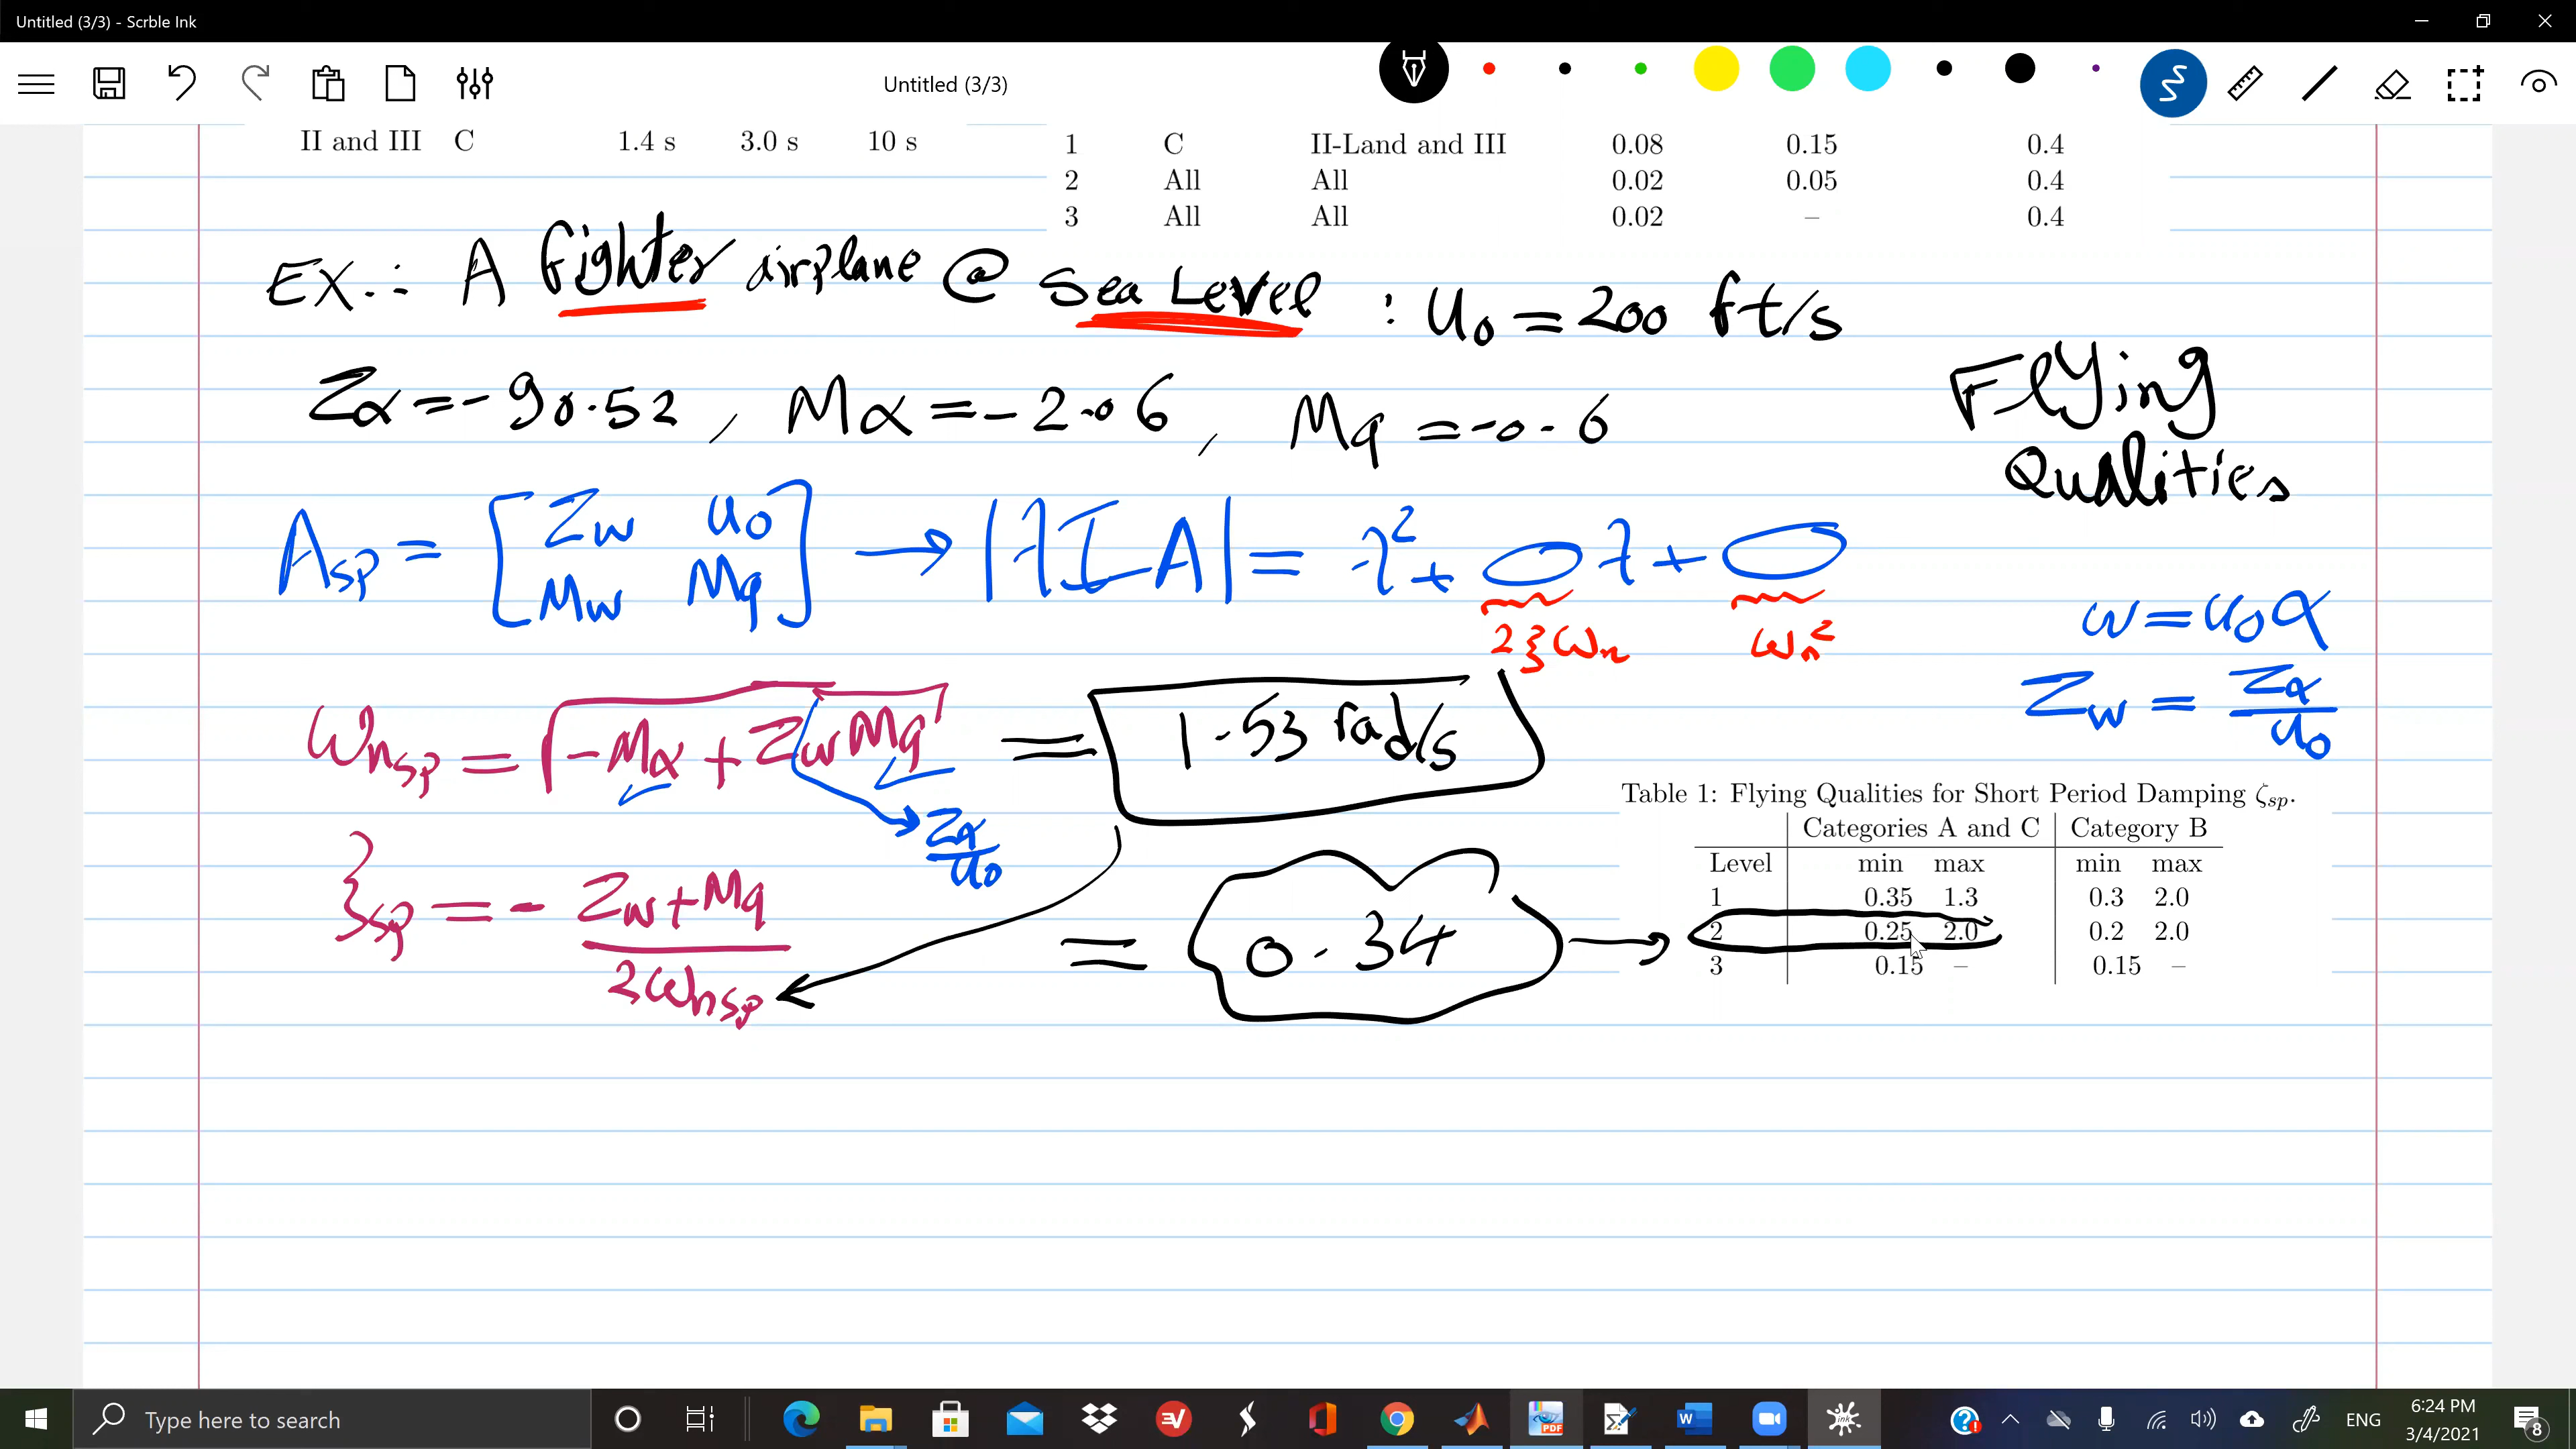 Untitled (3/3) - Scrble Ink
Untitled (3/3)
II and III C 1.4 s 3.0 s 10 s
1 C II-Land and III 0.08 0.15 0.4
2 All All 0.02 0.05 0.4
3 All All 0.02 – 0.4
EX.: A fighter airplane @ Sea Level : U₀ = 200 ft/s
Zα = -90.52 , Mα = -2.06 , Mq = -0.6
Flying
Qualities
Asp = [ Zw u₀
Mw Mq ] → |λI-A| = λ² + ⬭ λ + ⬭
2ζωn ωn²
w = u₀α
Zw = Zα/u₀
ωnsp = √(-Mα + Zw Mq) = 1.53 rad/s
Zα/u₀
ζsp = - (Zw + Mq)/(2ωnsp) = 0.34 →
Table 1: Flying Qualities for Short Period Damping ζsp.
Categories A and C Category B
Level min max min max
1 0.35 1.3 0.3 2.0
2 0.25 2.0 0.2 2.0
3 0.15 – 0.15 –
Type here to search
PDF
W
ink
ENG
6:24 PM
3/4/2021
8